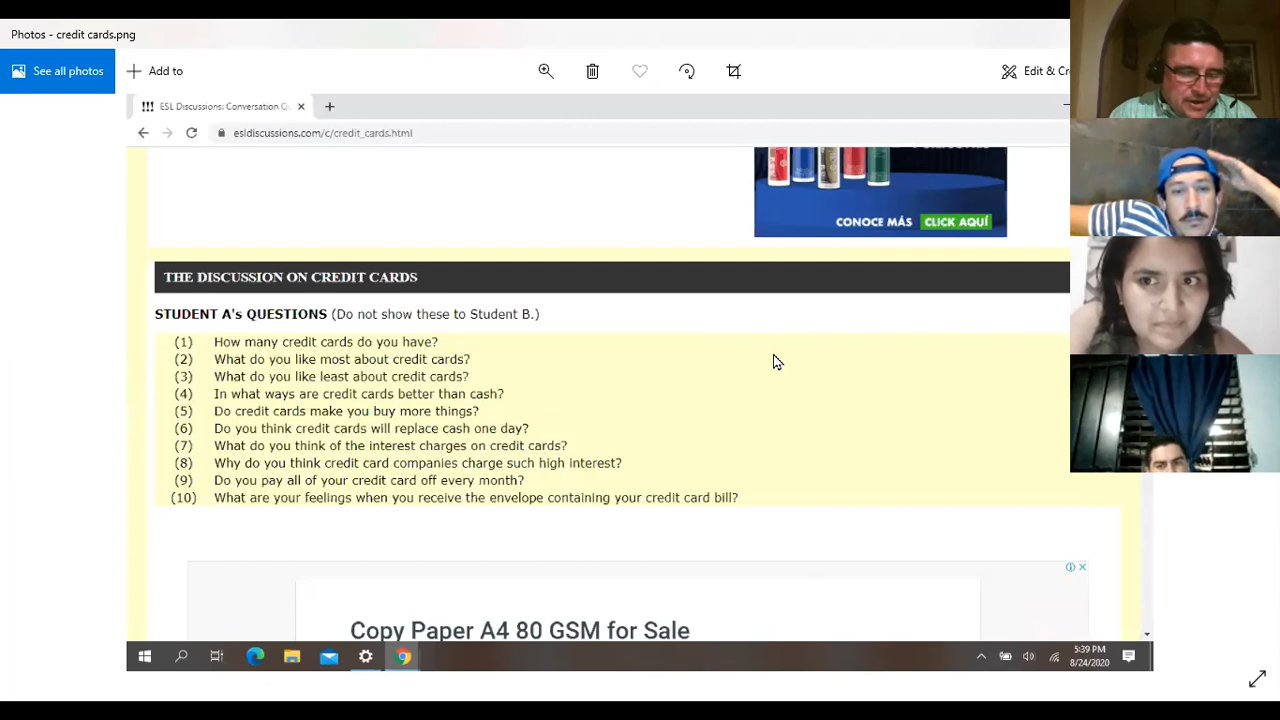 Photos - credit cards.png
See all photos
Add to
Edit & Cr
ESL Discussions: Conversation Q
esldiscussions.com/c/credit_cards.html
CONOCE MÁS CLICK AQUÍ
THE DISCUSSION ON CREDIT CARDS
STUDENT A's QUESTIONS (Do not show these to Student B.)
(1) How many credit cards do you have?
(2) What do you like most about credit cards?
(3) What do you like least about credit cards?
(4) In what ways are credit cards better than cash?
(5) Do credit cards make you buy more things?
(6) Do you think credit cards will replace cash one day?
(7) What do you think of the interest charges on credit cards?
(8) Why do you think credit card companies charge such high interest?
(9) Do you pay all of your credit card off every month?
(10) What are your feelings when you receive the envelope containing your credit card bill?
Copy Paper A4 80 GSM for Sale
5:39 PM
8/24/2020